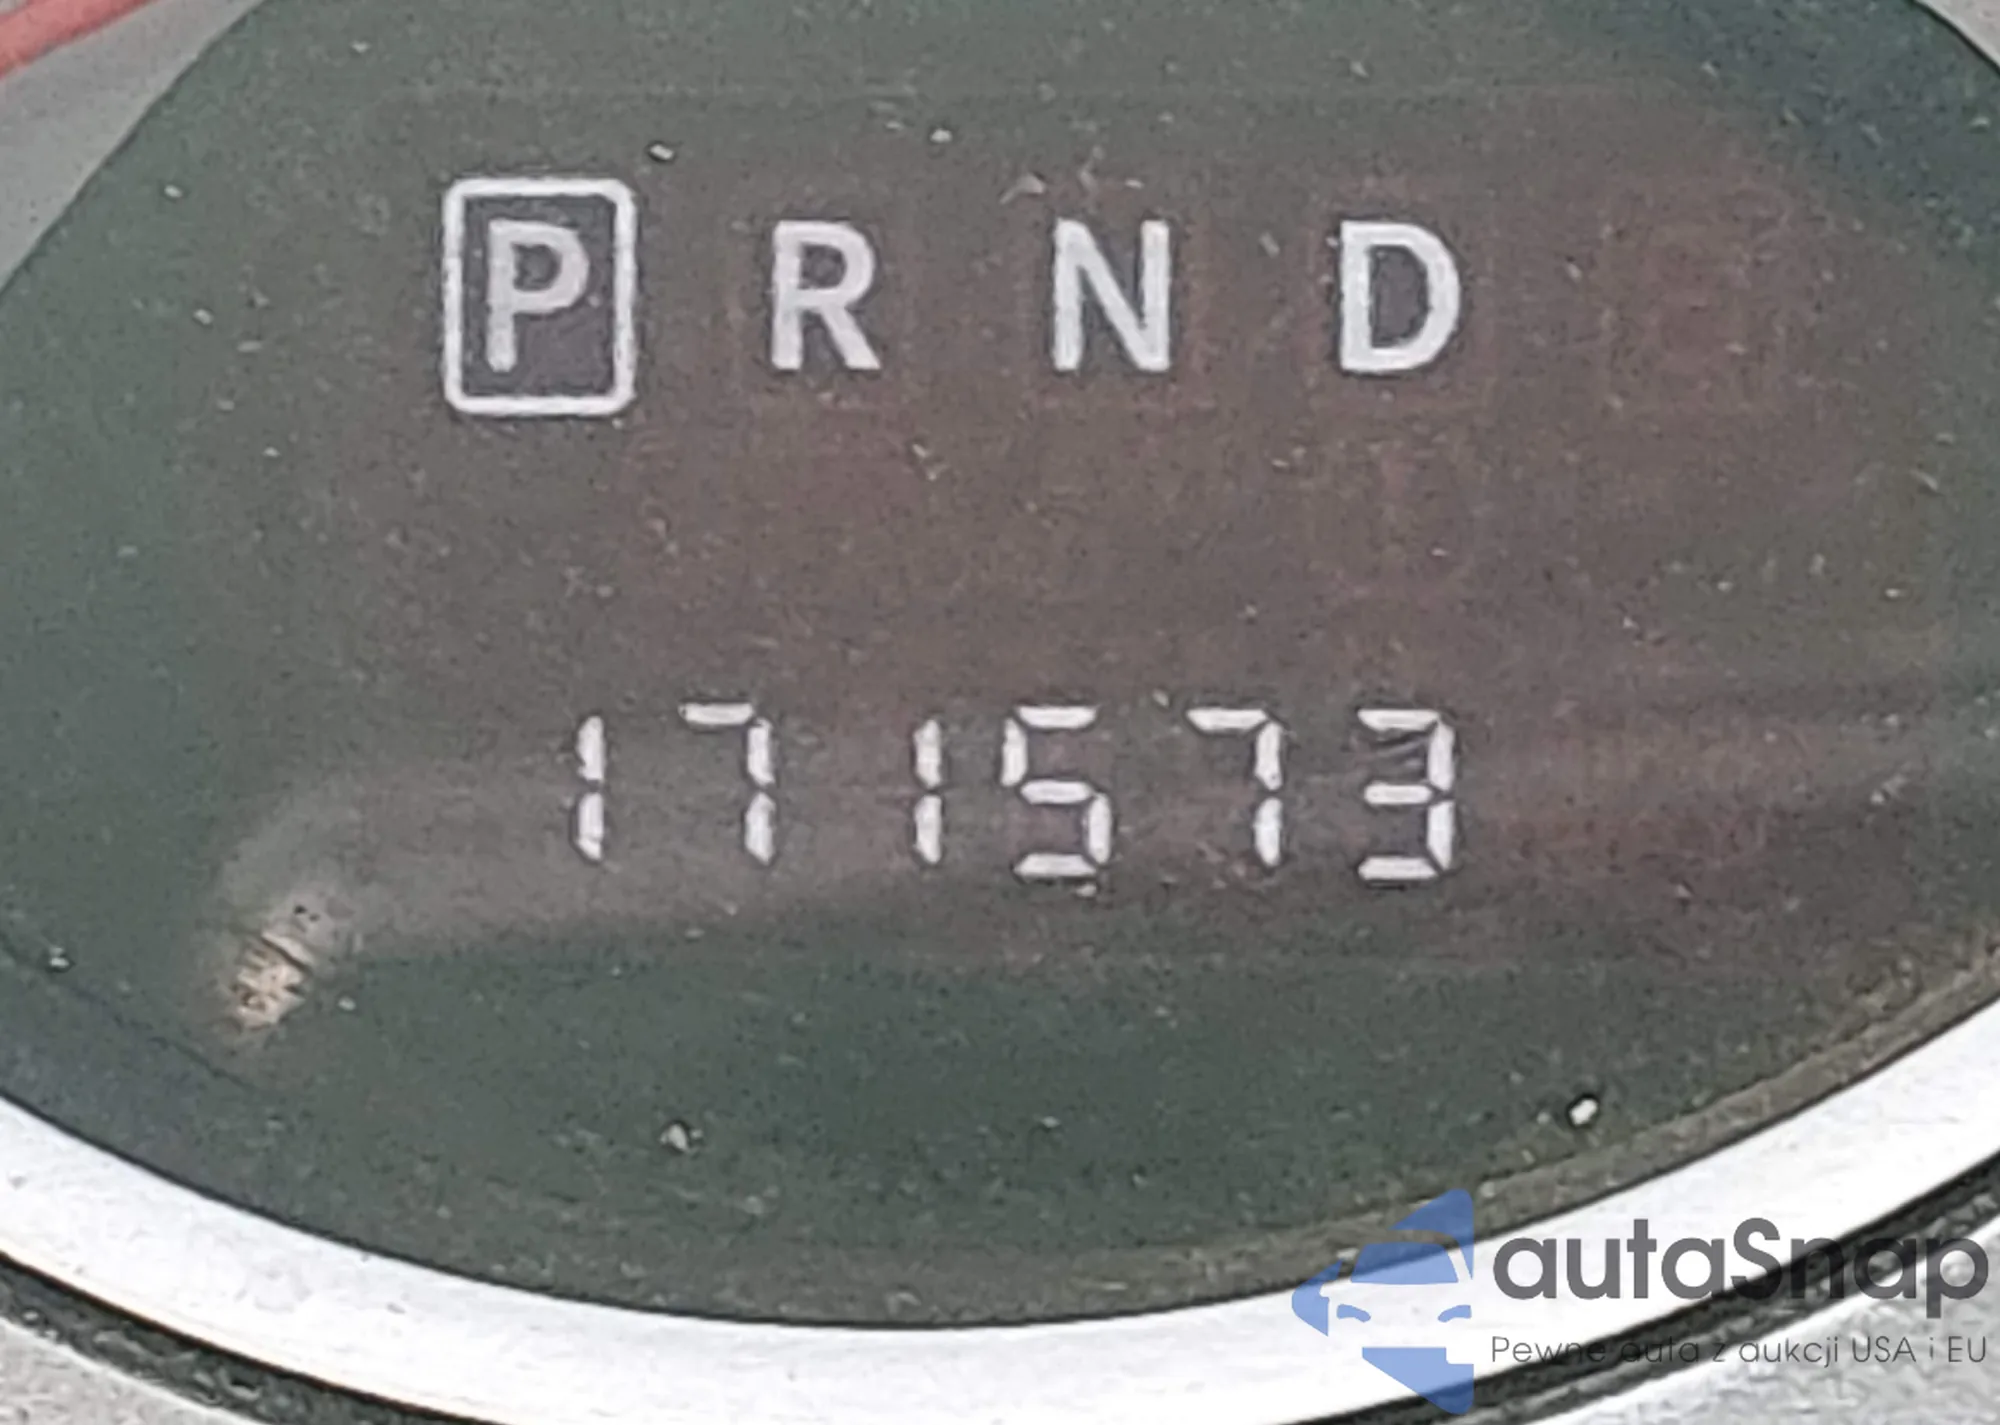 P R N D
171573
autaSnap
Pewne auta z aukcji USA i EU